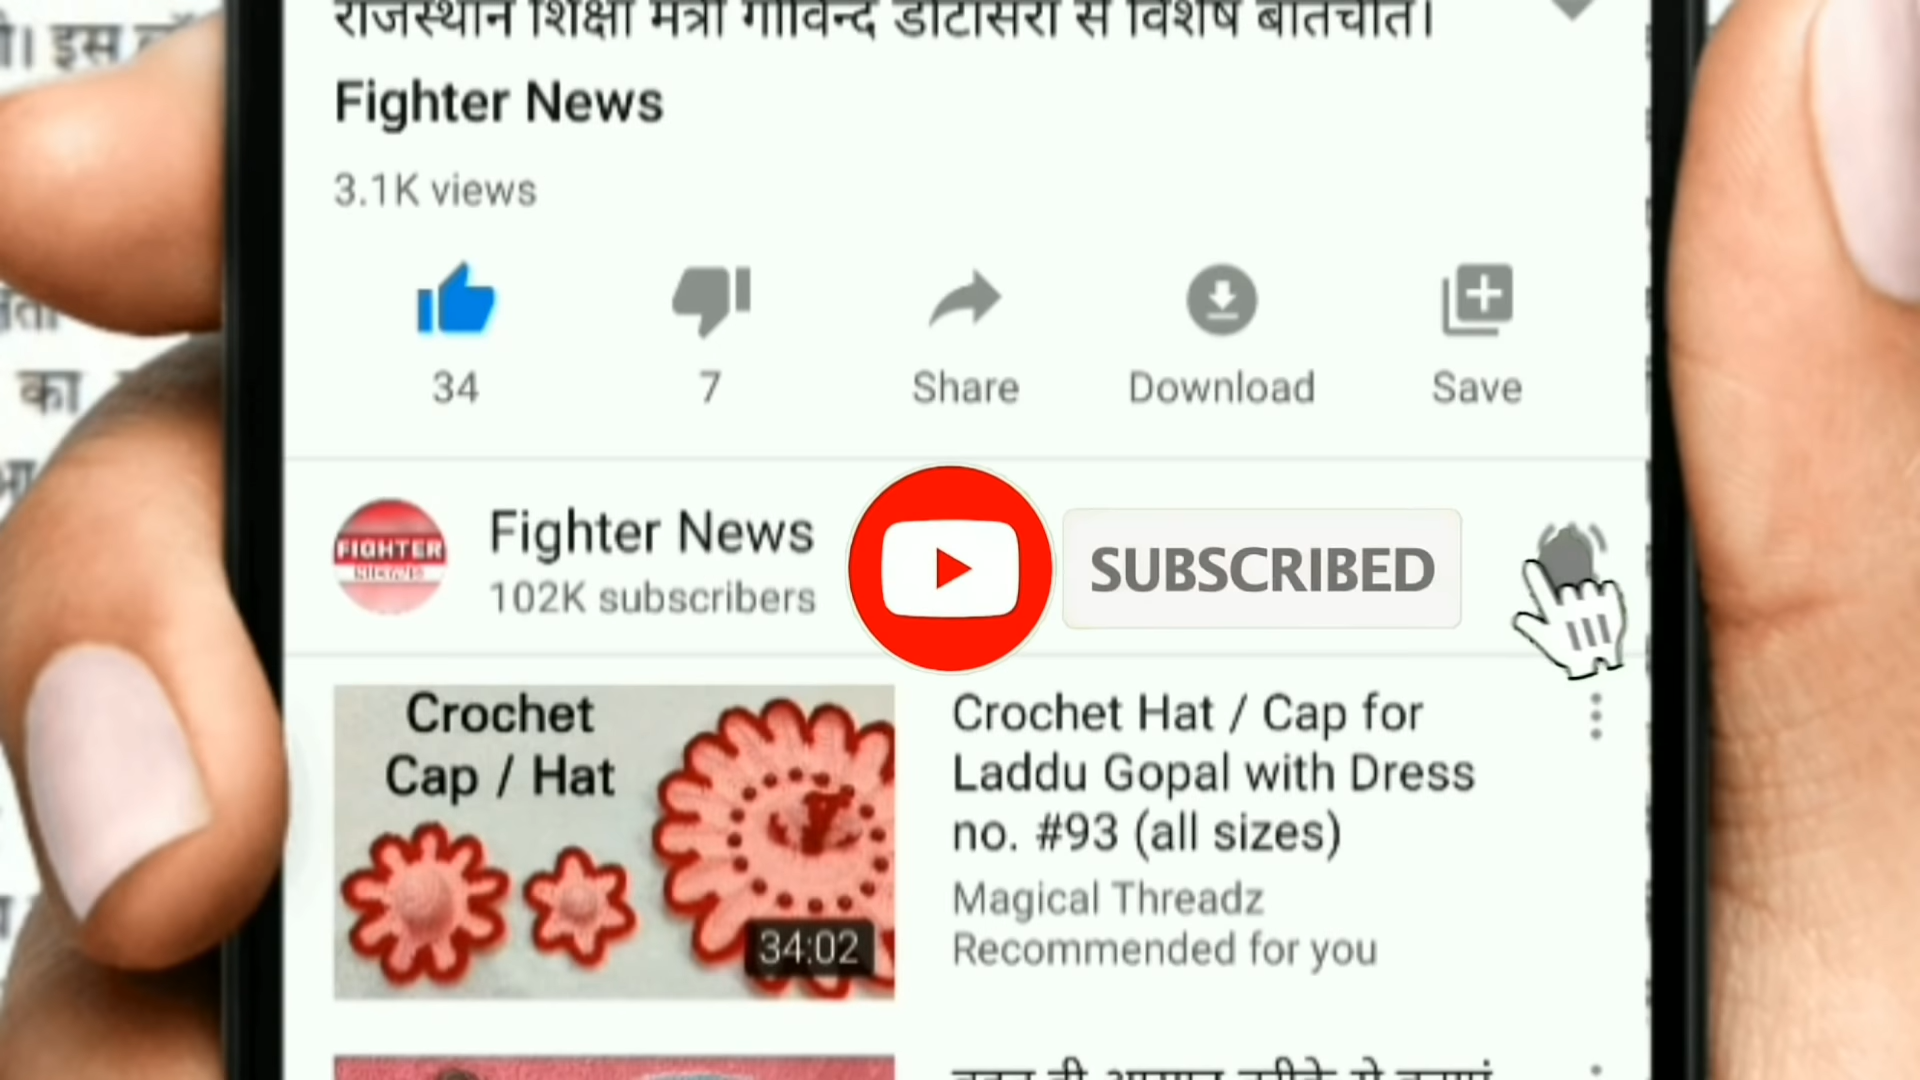 राजस्थान शिक्षा मंत्री गोविन्द डोटासरा से विशेष बातचीत।
Fighter News
3.1K views
34
7
Share
Download
Save
Fighter News
102K subscribers
FIGHTER
SUBSCRIBED
Crochet
Cap / Hat
34:02
Crochet Hat / Cap for
Laddu Gopal with Dress
no. #93 (all sizes)
Magical Threadz
Recommended for you
इस
का